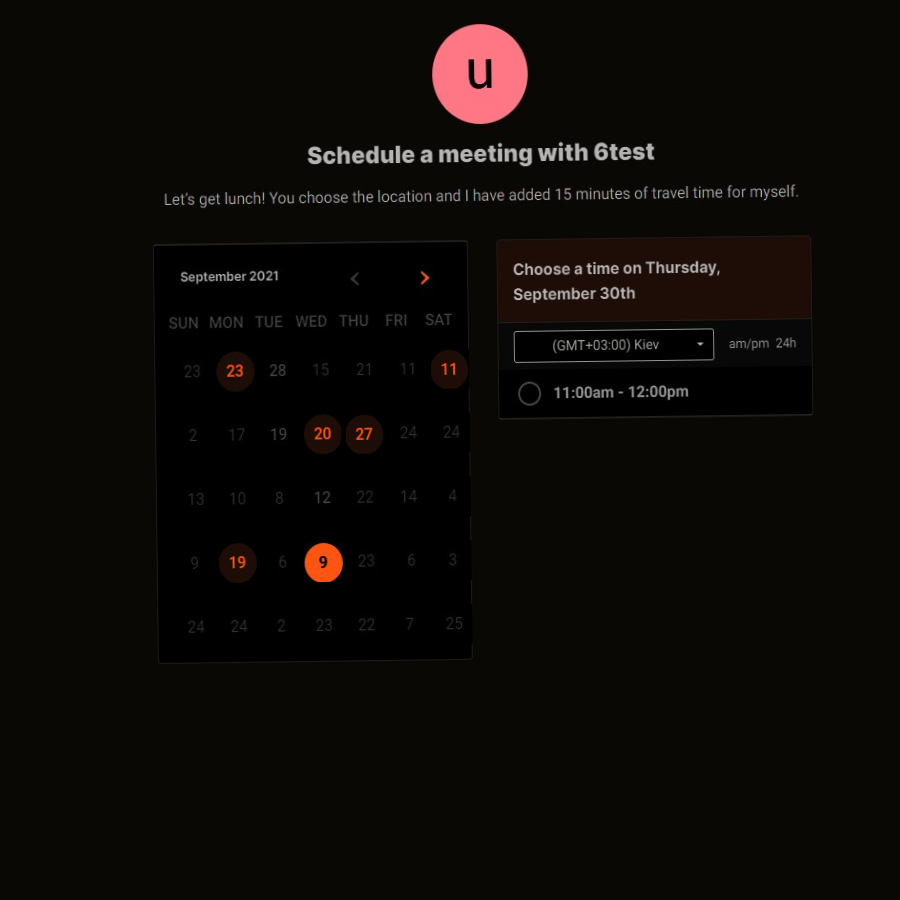 u
Schedule a meeting with 6test
Let's get lunch! You choose the location and I have added 15 minutes of travel time for myself.
September 2021
SUN MON TUE WED THU FRI SAT
23 23 28 15 21 11 11
2 17 19 20 27 24 24
13 10 8 12 22 14 4
9 19 6 9 23 6 3
24 24 2 23 22 7 25
Choose a time on Thursday,
September 30th
(GMT+03:00) Kiev am/pm 24h
11:00am - 12:00pm